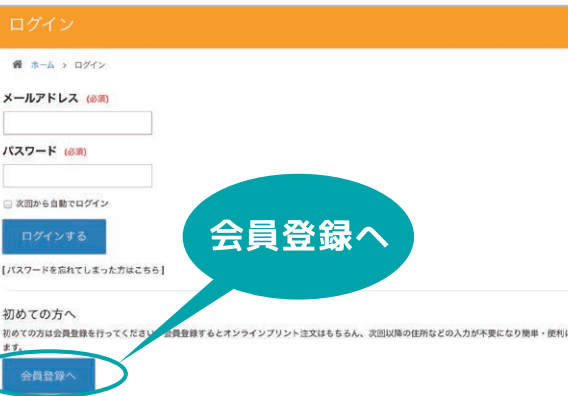 ログイン
ホーム > ログイン
メールアドレス (必須)
パスワード (必須)
次回から自動でログイン
ログインする
会員登録へ
[パスワードを忘れてしまった方はこちら]
初めての方へ
初めての方は会員登録を行ってください 会員登録するとオンラインプリント注文はもちろん、次回以降の住所などの入力が不要になり簡単・便利に
ます。
会員登録へ